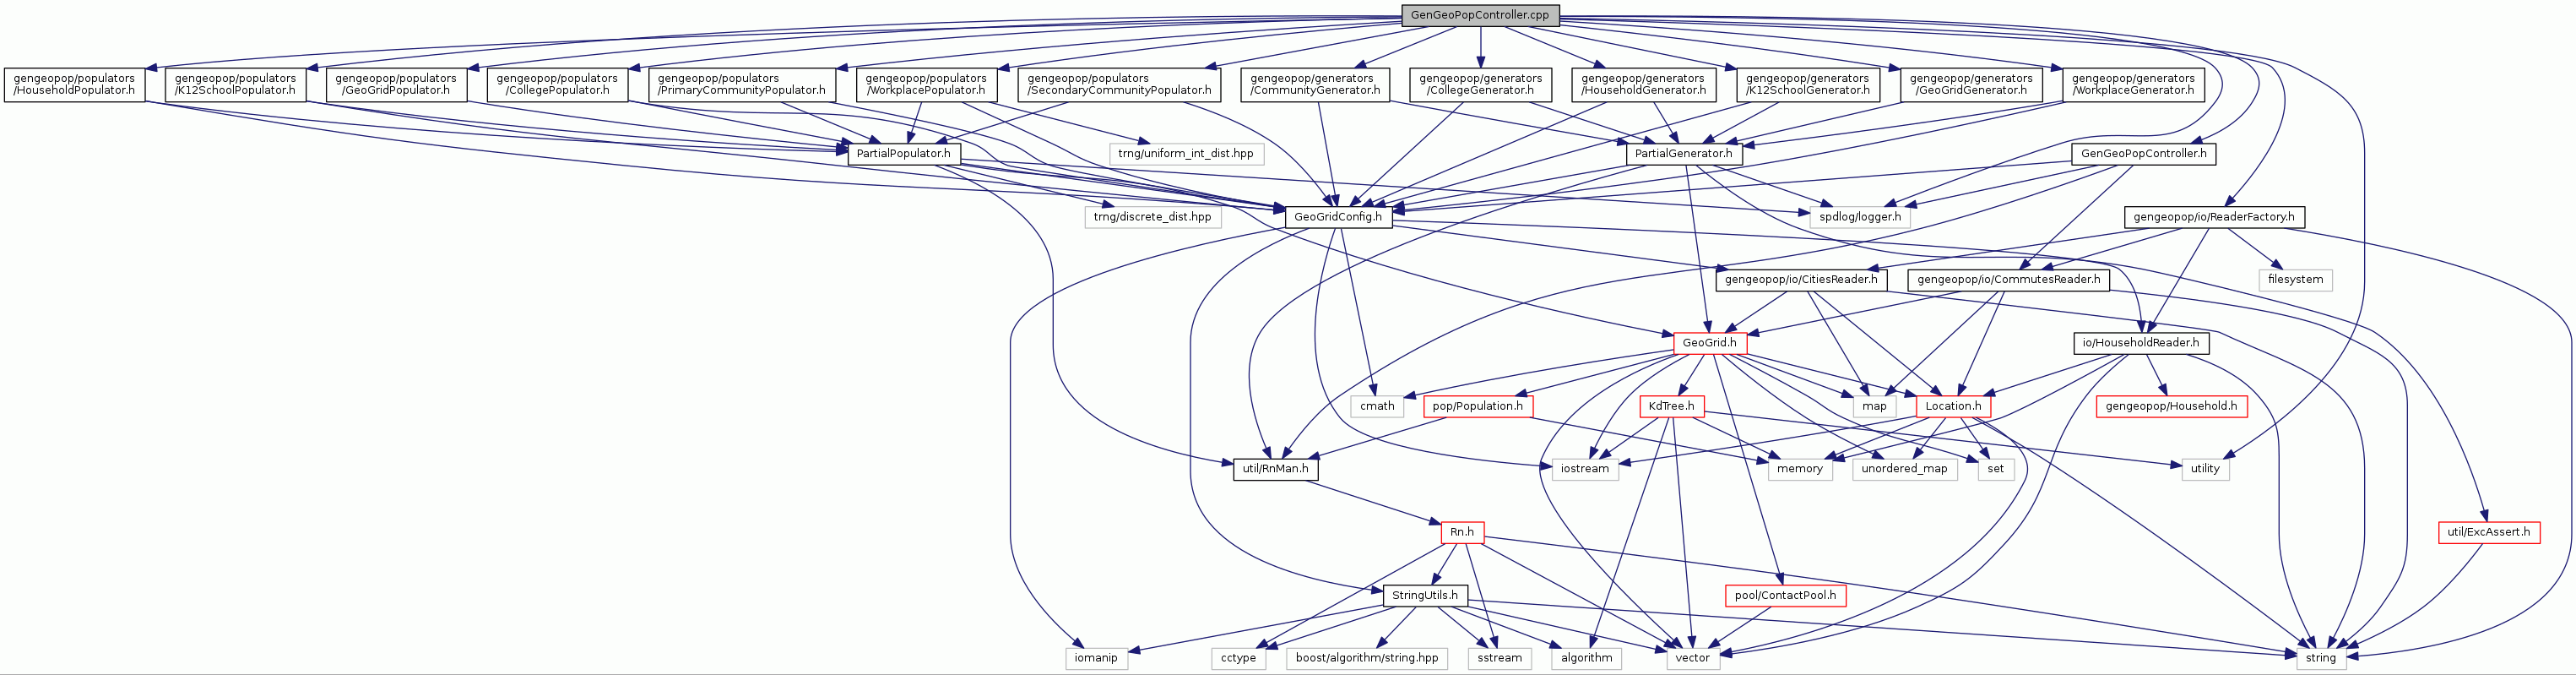 GenGeoPopController.cpp
gengeopop/populators
/HouseholdPopulator.h
gengeopop/populators
/K12SchoolPopulator.h
gengeopop/populators
/GeoGridPopulator.h
gengeopop/populators
/CollegePopulator.h
gengeopop/populators
/PrimaryCommunityPopulator.h
gengeopop/populators
/WorkplacePopulator.h
gengeopop/populators
/SecondaryCommunityPopulator.h
gengeopop/generators
/CommunityGenerator.h
gengeopop/generators
/CollegeGenerator.h
gengeopop/generators
/HouseholdGenerator.h
gengeopop/generators
/K12SchoolGenerator.h
gengeopop/generators
/GeoGridGenerator.h
gengeopop/generators
/WorkplaceGenerator.h
PartialPopulator.h
trng/uniform_int_dist.hpp
PartialGenerator.h
GenGeoPopController.h
trng/discrete_dist.hpp
GeoGridConfig.h
spdlog/logger.h
gengeopop/io/ReaderFactory.h
gengeopop/io/CitiesReader.h
gengeopop/io/CommutesReader.h
filesystem
GeoGrid.h
io/HouseholdReader.h
cmath
pop/Population.h
KdTree.h
map
Location.h
gengeopop/Household.h
util/RnMan.h
iostream
memory
unordered_map
set
utility
Rn.h
util/ExcAssert.h
StringUtils.h
pool/ContactPool.h
iomanip
cctype
boost/algorithm/string.hpp
sstream
algorithm
vector
string